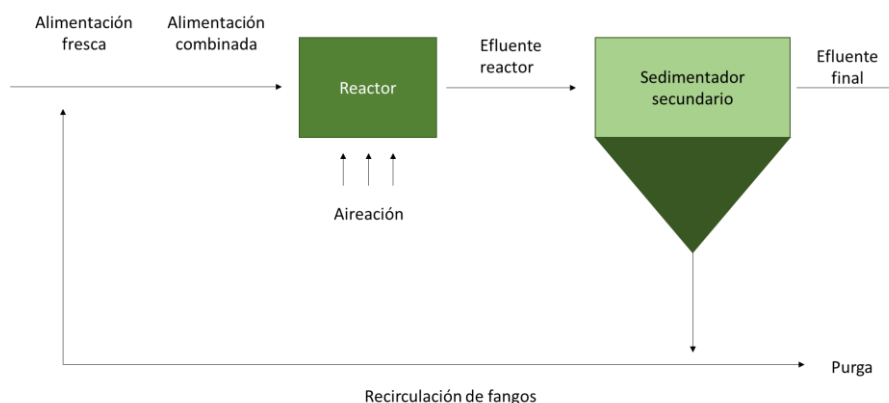 Alimentación
fresca
Alimentación
combinada
Reactor
Efluente
reactor
Sedimentador
secundario
Efluente
final
Aireación
Purga
Recirculación de fangos